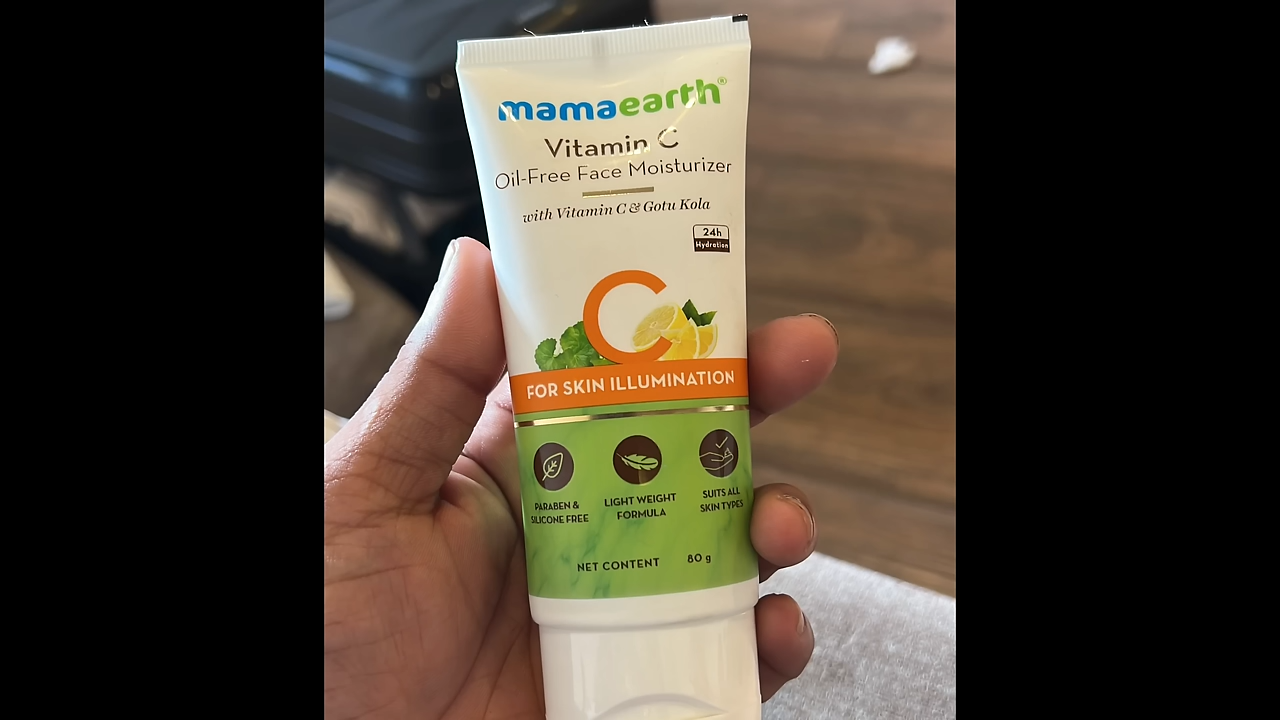 mamaearth®
Vitamin C
Oil-Free Face Moisturizer
with Vitamin C & Gotu Kola
24h
Hydration
C
FOR SKIN ILLUMINATION
PARABEN &
SILICONE FREE
LIGHT WEIGHT
FORMULA
SUITS ALL
SKIN TYPES
NET CONTENT 80 g